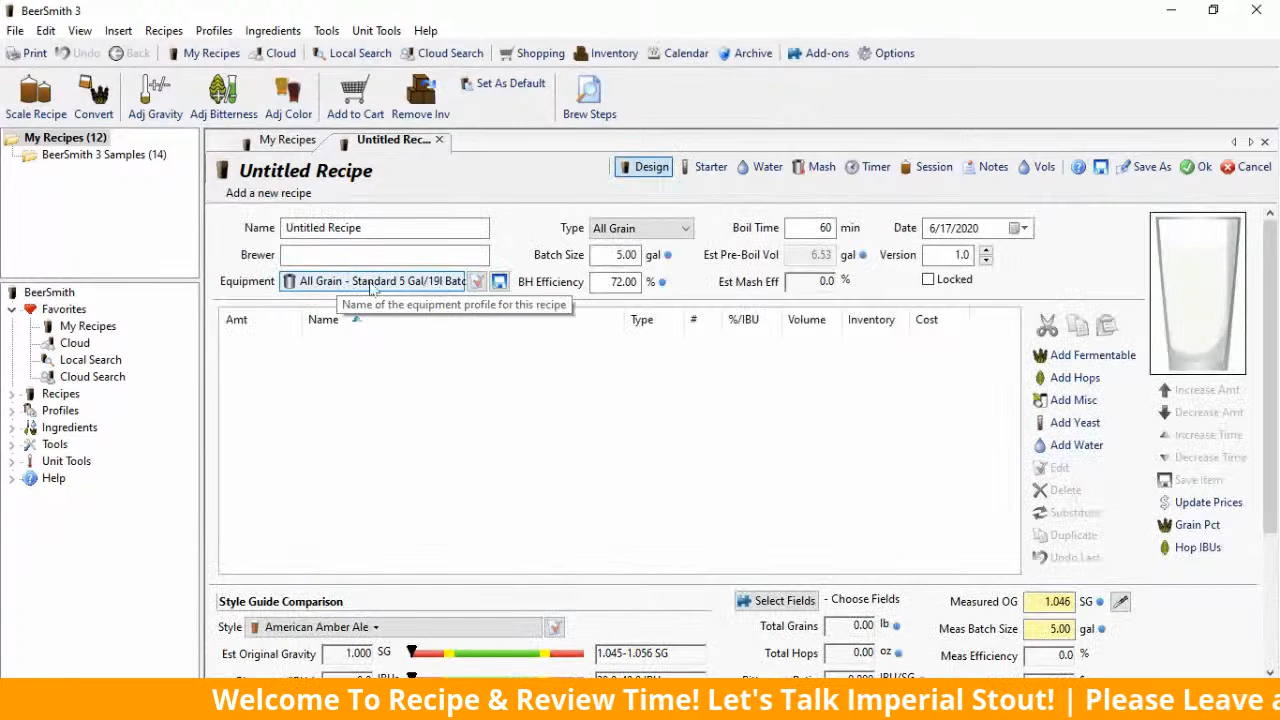 BeerSmith 3
File Edit View Insert Recipes Profiles Ingredients Tools Unit Tools Help
Print Undo Back My Recipes Cloud Local Search Cloud Search Shopping Inventory Calendar Archive Add-ons Options
Scale Recipe Convert Adj Gravity Adj Bitterness Adj Color Add to Cart Remove Inv Set As Default Brew Steps
My Recipes (12)
BeerSmith 3 Samples (14)
My Recipes Untitled Rec...
Untitled Recipe
Add a new recipe
Design Starter Water Mash Timer Session Notes Vols Save As Ok Cancel
Name Untitled Recipe Type All Grain Boil Time 60 min Date 6/17/2020
Brewer Batch Size 5.00 gal Est Pre-Boil Vol 6.53 gal Version 1.0
Equipment All Grain - Standard 5 Gal/19l Batc BH Efficiency 72.00 % Est Mash Eff 0.0 % Locked
Name of the equipment profile for this recipe
BeerSmith
Favorites
My Recipes
Cloud
Local Search
Cloud Search
Recipes
Profiles
Ingredients
Tools
Unit Tools
Help
Amt Name Type # %/IBU Volume Inventory Cost
Add Fermentable
Add Hops
Add Misc
Add Yeast
Add Water
Edit
Delete
Substitute
Duplicate
Undo Last
Increase Amt
Decrease Amt
Increase Time
Decrease Time
Save Item
Update Prices
Grain Pct
Hop IBUs
Style Guide Comparison
Style American Amber Ale
Est Original Gravity 1.000 SG 1.045-1.056 SG
Select Fields - Choose Fields
Total Grains 0.00 lb
Total Hops 0.00 oz
Measured OG 1.046 SG
Meas Batch Size 5.00 gal
Meas Efficiency 0.0 %
Welcome To Recipe & Review Time! Let's Talk Imperial Stout! | Please Leave a